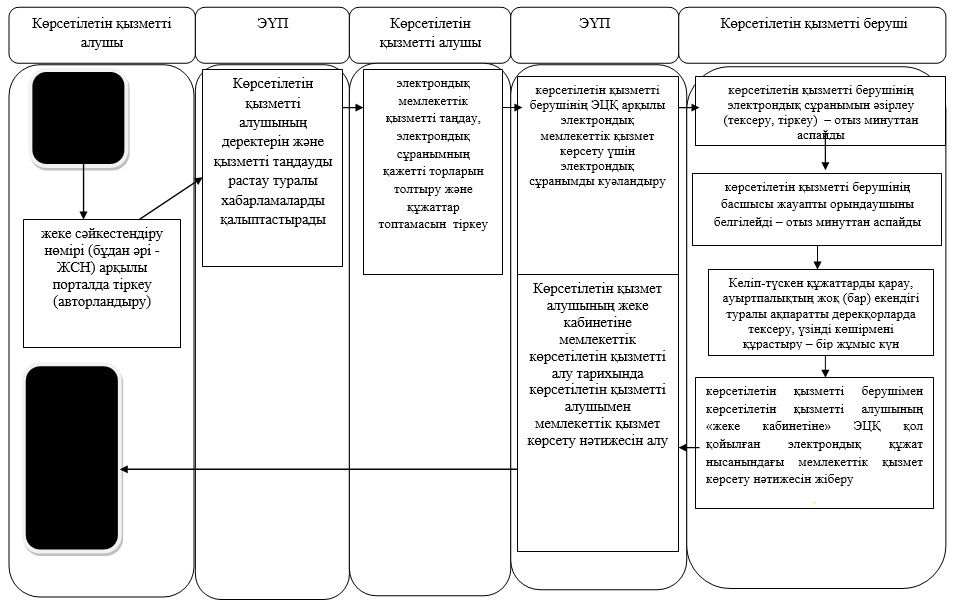 Көрсетілетін қызметті
алушы
ЭҮП
Көрсетілетін
қызметті алушы
ЭҮП
Көрсетілетін қызметті беруші
жеке сәйкестендіру
нөмірі (бұдан әрі -
ЖСН) арқылы
порталда тіркеу
(авторландыру)
Көрсетілетін
қызметті
алушының
деректерін және
қызметті таңдауды
растау туралы
хабарламаларды
қалыптастырады
электрондық
мемлекеттік
қызметті таңдау,
электрондық
сұранымның
қажетті торларын
толтыру және
құжаттар
топтамасын тіркеу
көрсетілетін қызметті
берушінің ЭЦҚ арқылы
электрондық
мемлекеттік қызмет
көрсету үшін
электрондық
сұранымды куәландыру
Көрсетілетін қызмет
алушының жеке
кабинетіне
мемлекеттік
көрсетілетін қызметті
алу тарихында
көрсетілетін қызметті
алушымен
мемлекеттік қызмет
көрсету нәтижесін алу
көрсетілетін қызметті берушінің
электрондық сұранымын әзірлеу
(тексеру, тіркеу) – отыз минуттан
аспайды
көрсетілетін қызметті берушінің
басшысы жауапты орындаушыны
белгілейді – отыз минуттан аспайды
Келіп-түскен құжаттарды қарау,
ауыртпалықтың жоқ (бар) екендігі
туралы ақпаратты дерекқорларда
тексеру, үзінді көшірмені
құрастыру – бір жұмыс күн
көрсетілетін қызметті берушімен
көрсетілетін қызметті алушының
«жеке кабинетіне» ЭЦҚ қол
қойылған электрондық құжат
нысанындағы мемлекеттік қызмет
көрсету нәтижесін жіберу